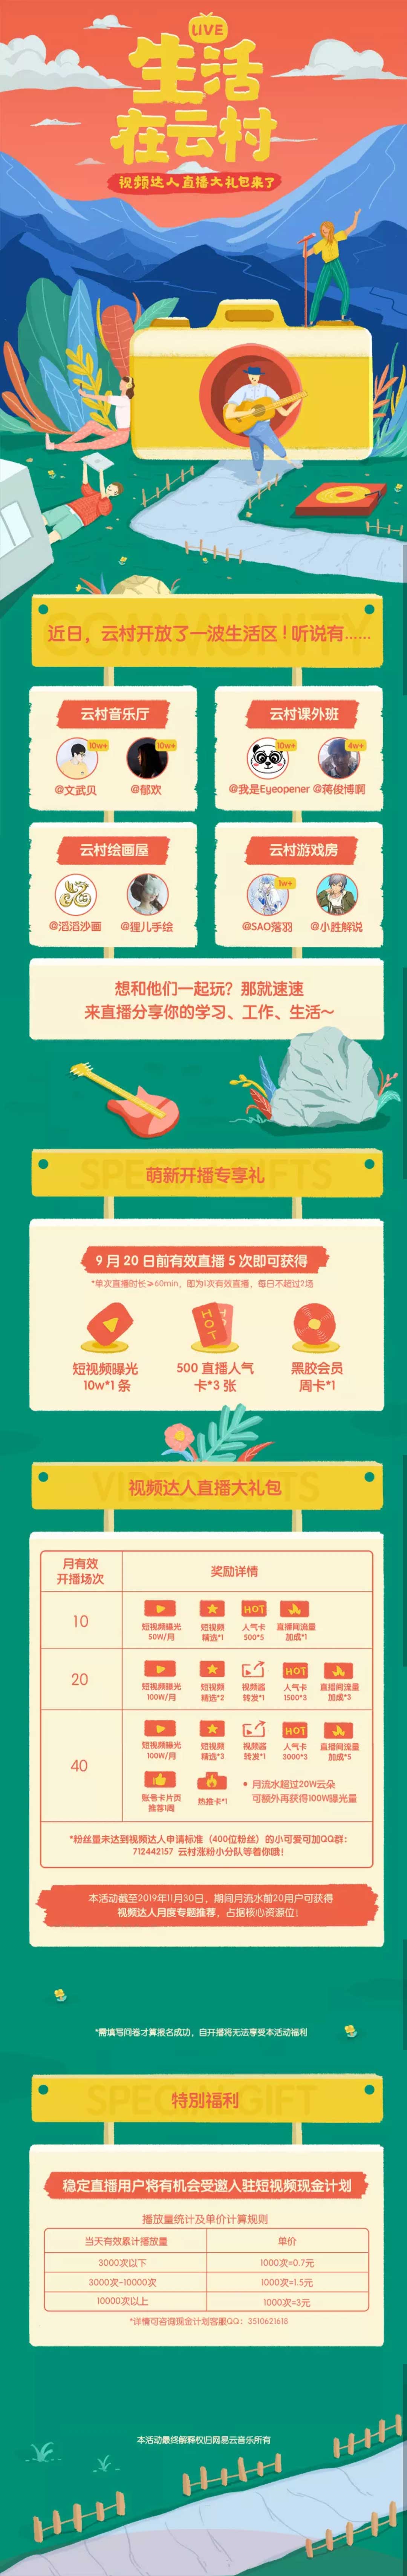 LIVE
生活
在云村
视频达人直播大礼包来了
COMMUNITY
近日，云村开放了一波生活区！听说有……
云村音乐厅
10w+
10w+
@文武贝
@郁欢
云村课外班
10w+
4w+
@我是Eyeopener
@蒋俊博啊
云村绘画屋
@滔滔沙画
@狸儿手绘
云村游戏房
1w+
@SAO落羽
@小胜解说
想和他们一起玩？那就速速
来直播分享你的学习、工作、生活～
SPECIAL GIFTS
萌新开播专享礼
9月20日前有效直播5次即可获得
*单次直播时长≥60min，即为1次有效直播，每日不超过2场
HOT
短视频曝光
10w*1条
500直播人气
卡*3张
黑胶会员
周卡*1
VIDEO GIFTS
视频达人直播大礼包
月有效
开播场次
奖励详情
10
HOT
短视频曝光
50W/月
短视频
精选*1
人气卡
500*5
直播间流量
加成*1
20
HOT
短视频曝光
100W/月
短视频
精选*2
视频酱
转发*1
人气卡
1500*3
直播间流量
加成*3
40
HOT
短视频曝光
100W/月
短视频
精选*3
视频酱
转发*1
人气卡
3000*3
直播间流量
加成*5
账号卡片页
推荐1周
热推卡*1
月流水超过20W云朵
可额外再获得100W曝光量
*粉丝量未达到视频达人申请标准（400位粉丝）的小可爱可加QQ群：
712442157 云村涨粉小分队等着你哦！
本活动截至2019年11月30日，期间月流水前20用户可获得
视频达人月度专题推荐，占据核心资源位！
*需填写问卷才算报名成功，自开播将无法享受本活动福利
SPECIAL GIFT
特别福利
稳定直播用户将有机会受邀入驻短视频现金计划
播放量统计及单价计算规则
当天有效累计播放量
单价
3000次以下
1000次=0.7元
3000次-10000次
1000次=1.5元
10000次以上
1000次=3元
*详情可咨询现金计划客服QQ：3510621618
本活动最终解释权归网易云音乐所有